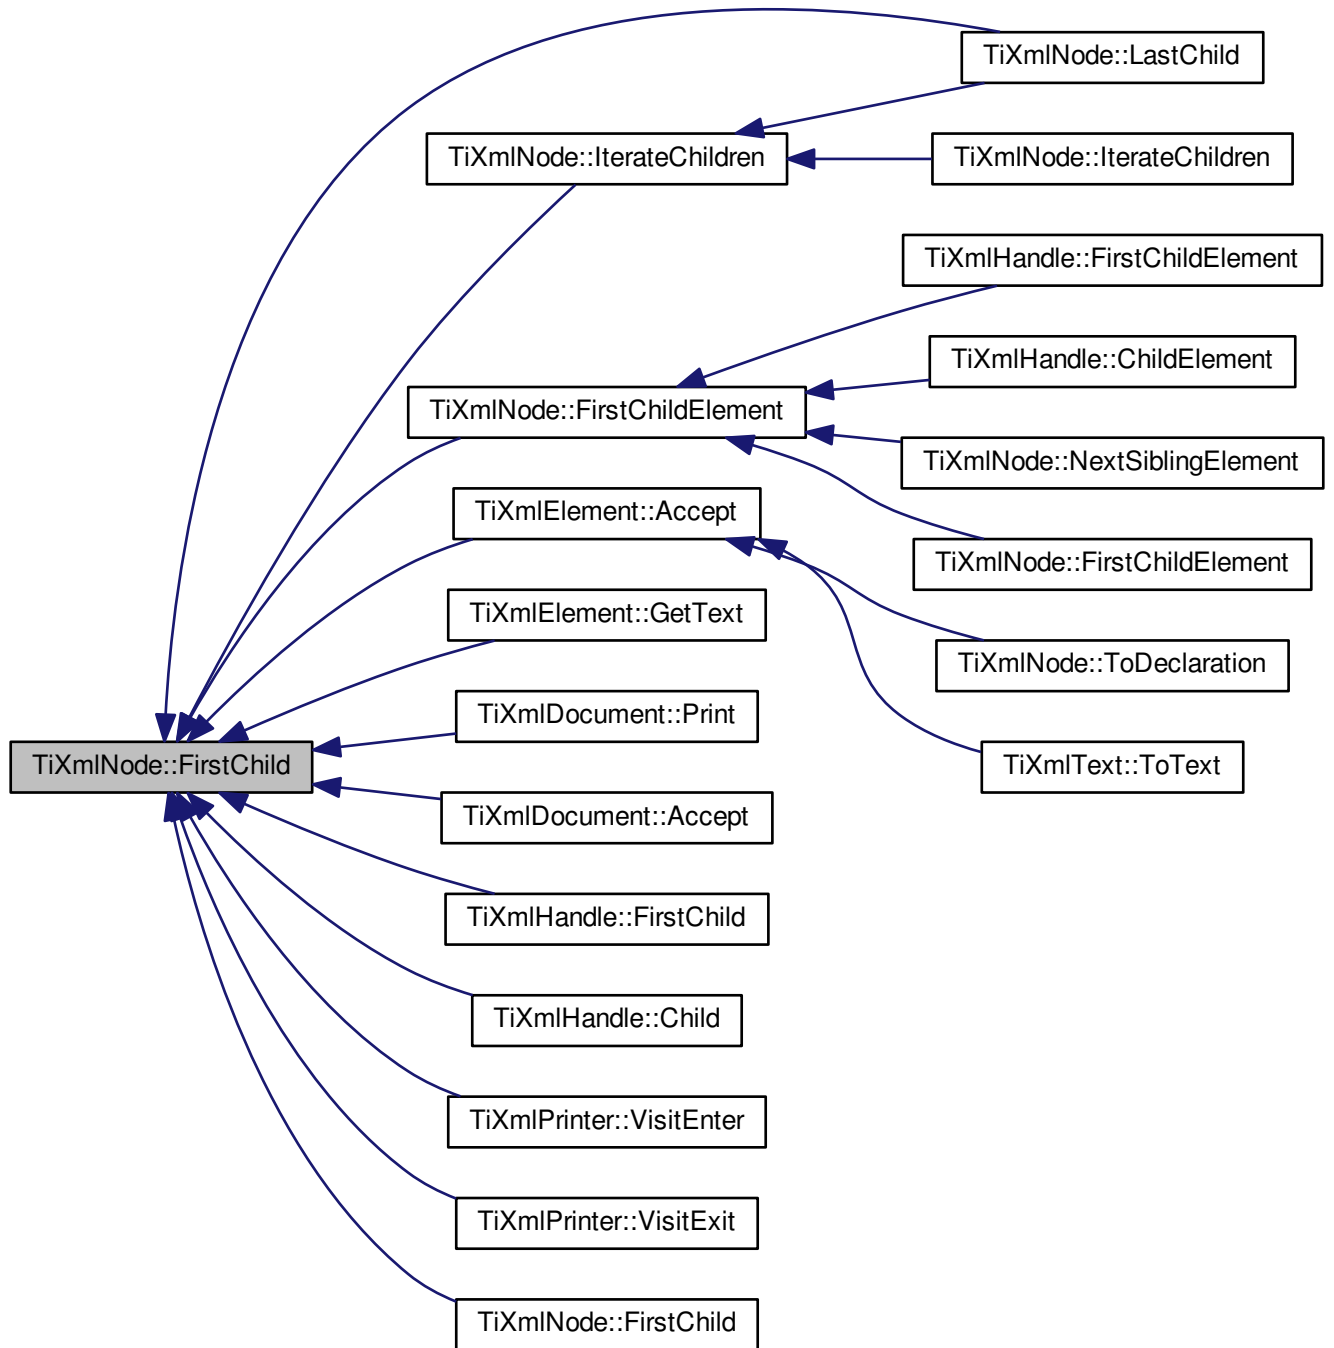 TiXmlNode::LastChild
TiXmlNode::IterateChildren
TiXmlNode::IterateChildren
TiXmlHandle::FirstChildElement
TiXmlHandle::ChildElement
TiXmlNode::FirstChildElement
TiXmlNode::NextSiblingElement
TiXmlElement::Accept
TiXmlNode::FirstChildElement
TiXmlElement::GetText
TiXmlNode::ToDeclaration
TiXmlDocument::Print
TiXmlNode::FirstChild
TiXmlText::ToText
TiXmlDocument::Accept
TiXmlHandle::FirstChild
TiXmlHandle::Child
TiXmlPrinter::VisitEnter
TiXmlPrinter::VisitExit
TiXmlNode::FirstChild